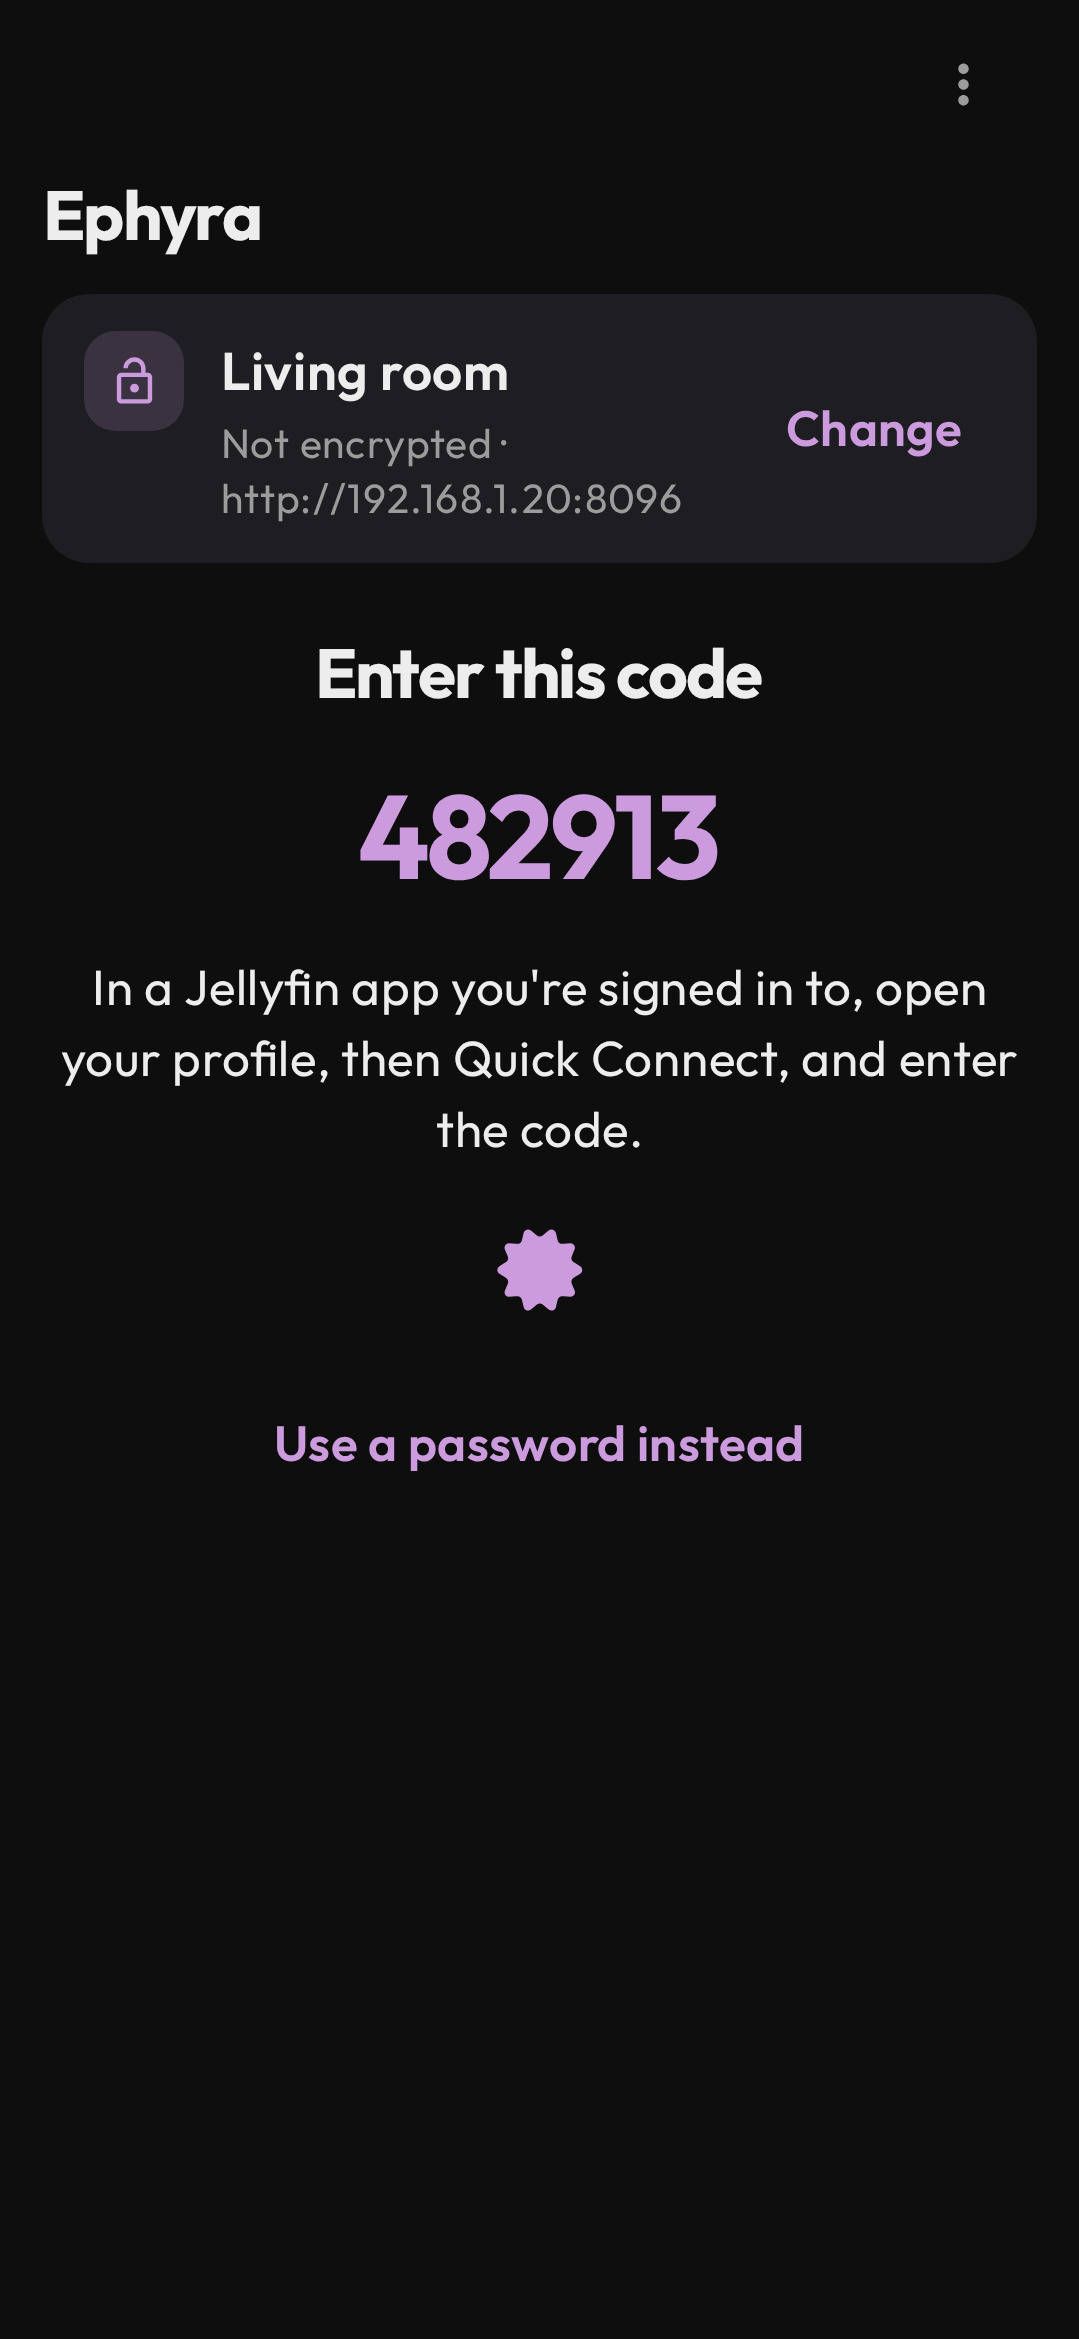 Ephyra
Living room
Not encrypted ·
http://192.168.1.20:8096
Change
Enter this code
482913
In a Jellyfin app you're signed in to, open
your profile, then Quick Connect, and enter
the code.
Use a password instead